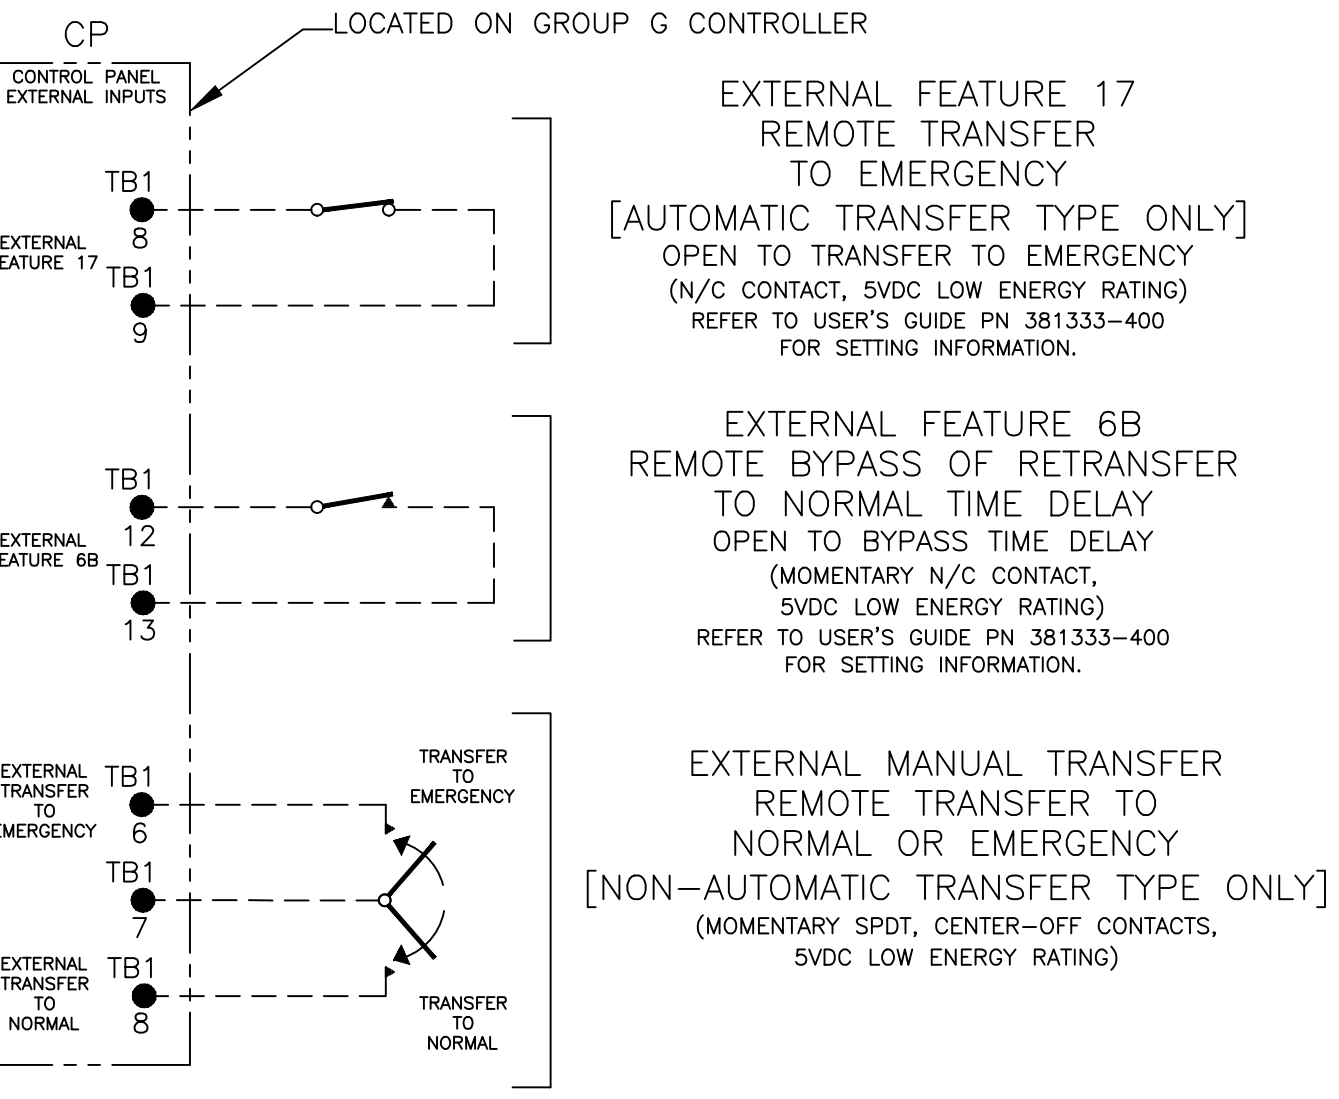 LOCATED ON GROUP G CONTROLLER
CP
CONTROL PANEL
EXTERNAL INPUTS
TB1
8
EXTERNAL
EATURE 17
TB1
9
EXTERNAL FEATURE 17
REMOTE TRANSFER
TO EMERGENCY
[AUTOMATIC TRANSFER TYPE ONLY]
OPEN TO TRANSFER TO EMERGENCY
(N/C CONTACT, 5VDC LOW ENERGY RATING)
REFER TO USER'S GUIDE PN 381333-400
FOR SETTING INFORMATION.
TB1
12
EXTERNAL
EATURE 6B
TB1
13
EXTERNAL FEATURE 6B
REMOTE BYPASS OF RETRANSFER
TO NORMAL TIME DELAY
OPEN TO BYPASS TIME DELAY
(MOMENTARY N/C CONTACT,
5VDC LOW ENERGY RATING)
REFER TO USER'S GUIDE PN 381333-400
FOR SETTING INFORMATION.
EXTERNAL
TRANSFER
TO
EMERGENCY
TB1
6
TB1
7
EXTERNAL
TRANSFER
TO
NORMAL
TB1
8
TRANSFER
TO
EMERGENCY
TRANSFER
TO
NORMAL
EXTERNAL MANUAL TRANSFER
REMOTE TRANSFER TO
NORMAL OR EMERGENCY
[NON-AUTOMATIC TRANSFER TYPE ONLY]
(MOMENTARY SPDT, CENTER-OFF CONTACTS,
5VDC LOW ENERGY RATING)